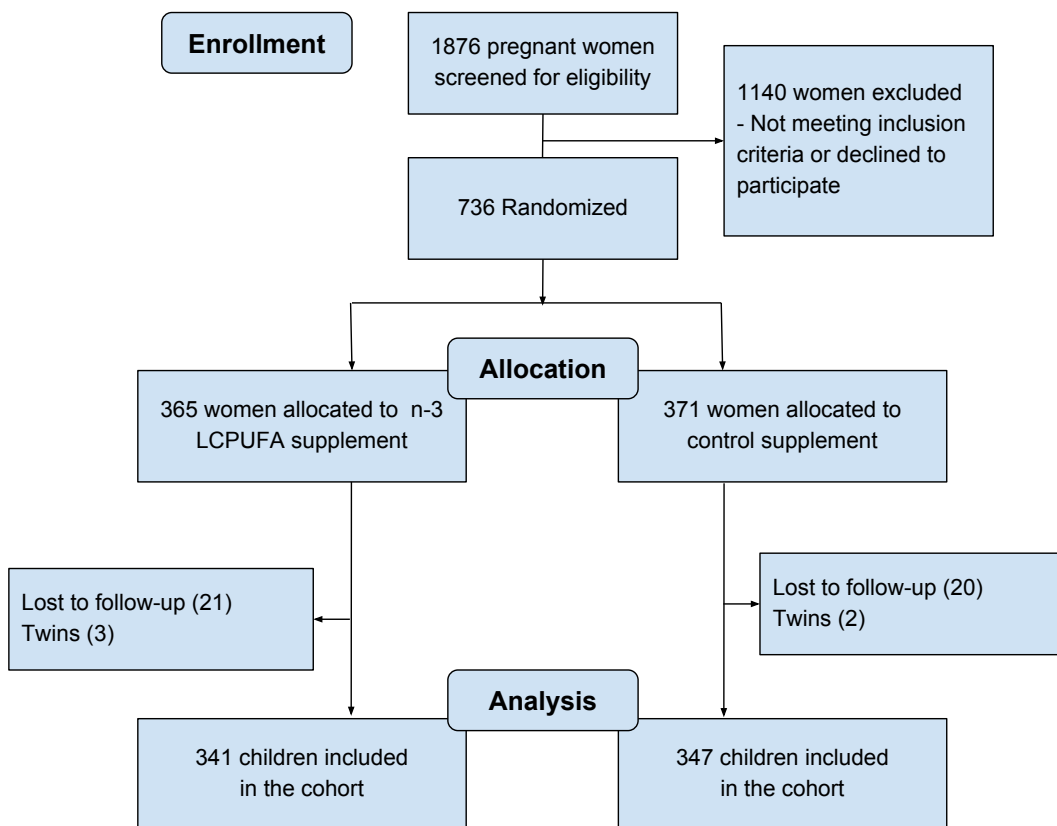 Enrollment
1876 pregnant women
screened for eligibility
1140 women excluded
- Not meeting inclusion
criteria or declined to
participate
736 Randomized
Allocation
365 women allocated to n-3
LCPUFA supplement
371 women allocated to
control supplement
Lost to follow-up (21)
Twins (3)
Lost to follow-up (20)
Twins (2)
Analysis
341 children included
in the cohort
347 children included
in the cohort